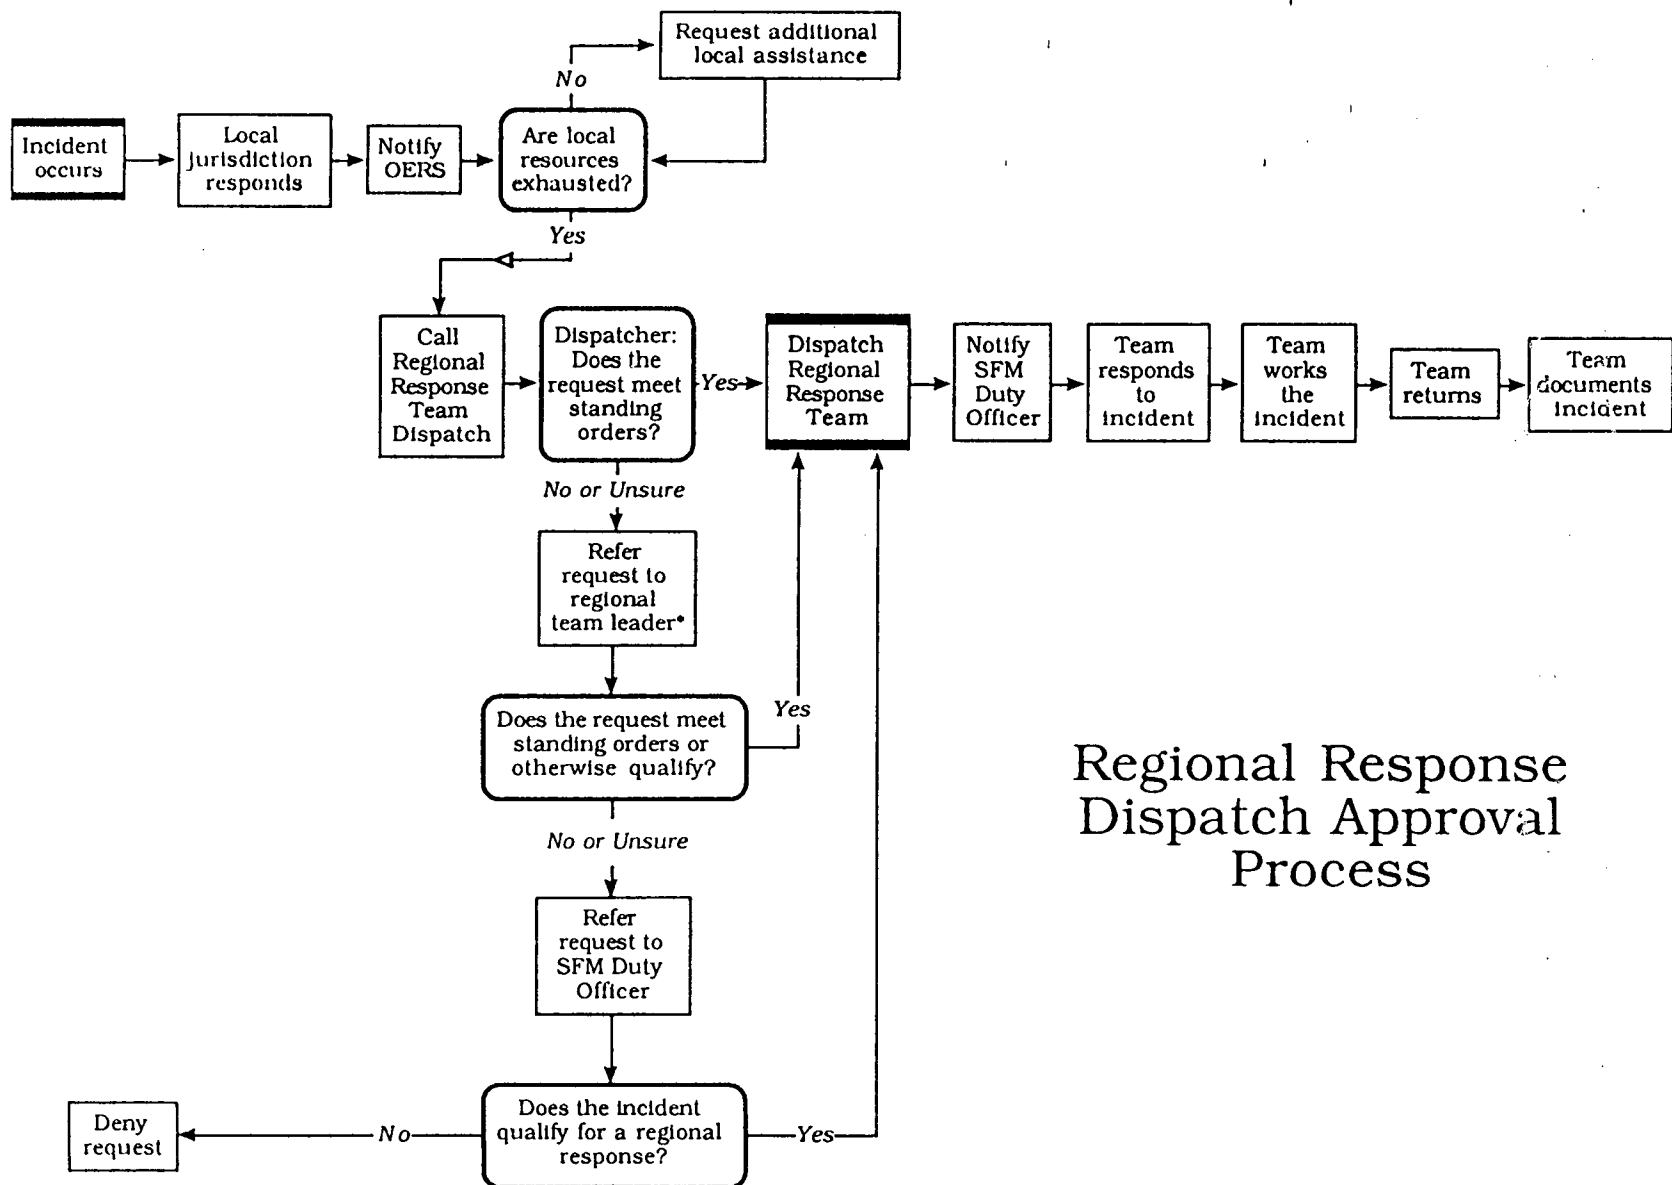 Request additional
local assistance
No
Incident
occurs
Local
jurisdiction
responds
Notify
OERS
Are local
resources
exhausted?
Yes
Call
Regional
Response
Team
Dispatch
Dispatcher:
Does the
request meet
standing
orders?
Yes
Dispatch
Regional
Response
Team
Notify
SFM
Duty
Officer
Team
responds
to
incident
Team
works
the
incident
Team
returns
Team
documents
incident
No or Unsure
Refer
request to
regional
team leader*
Does the request meet
standing orders or
otherwise qualify?
Yes
No or Unsure
Refer
request to
SFM Duty
Officer
Does the incident
qualify for a regional
response?
Yes
No
Deny
request
Regional Response
Dispatch Approval
Process